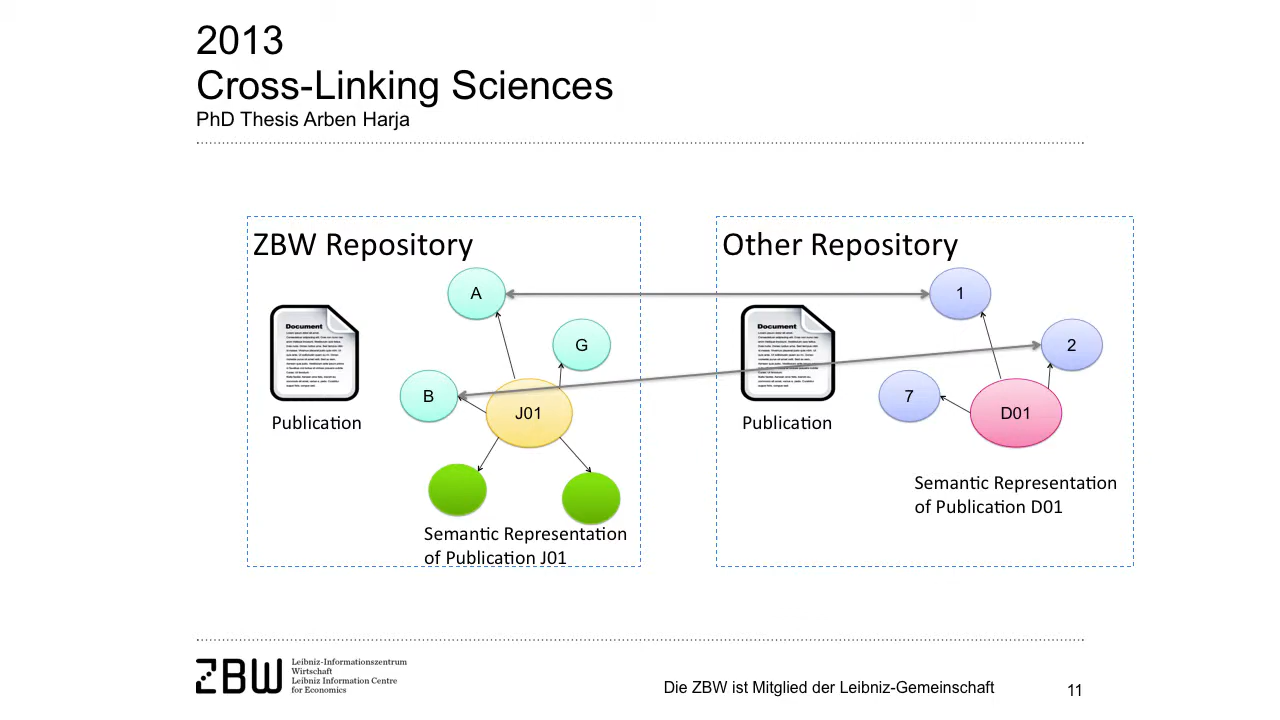 2013
Cross-Linking Sciences
PhD Thesis Arben Harja
ZBW Repository
Other Repository
A
1
Document
Document
G
2
B
7
J01
D01
Publication
Publication
Semantic Representation
of Publication D01
Semantic Representation
of Publication J01
ZBW
Leibniz-Informationszentrum
Wirtschaft
Leibniz Information Centre
for Economics
Die ZBW ist Mitglied der Leibniz-Gemeinschaft
11